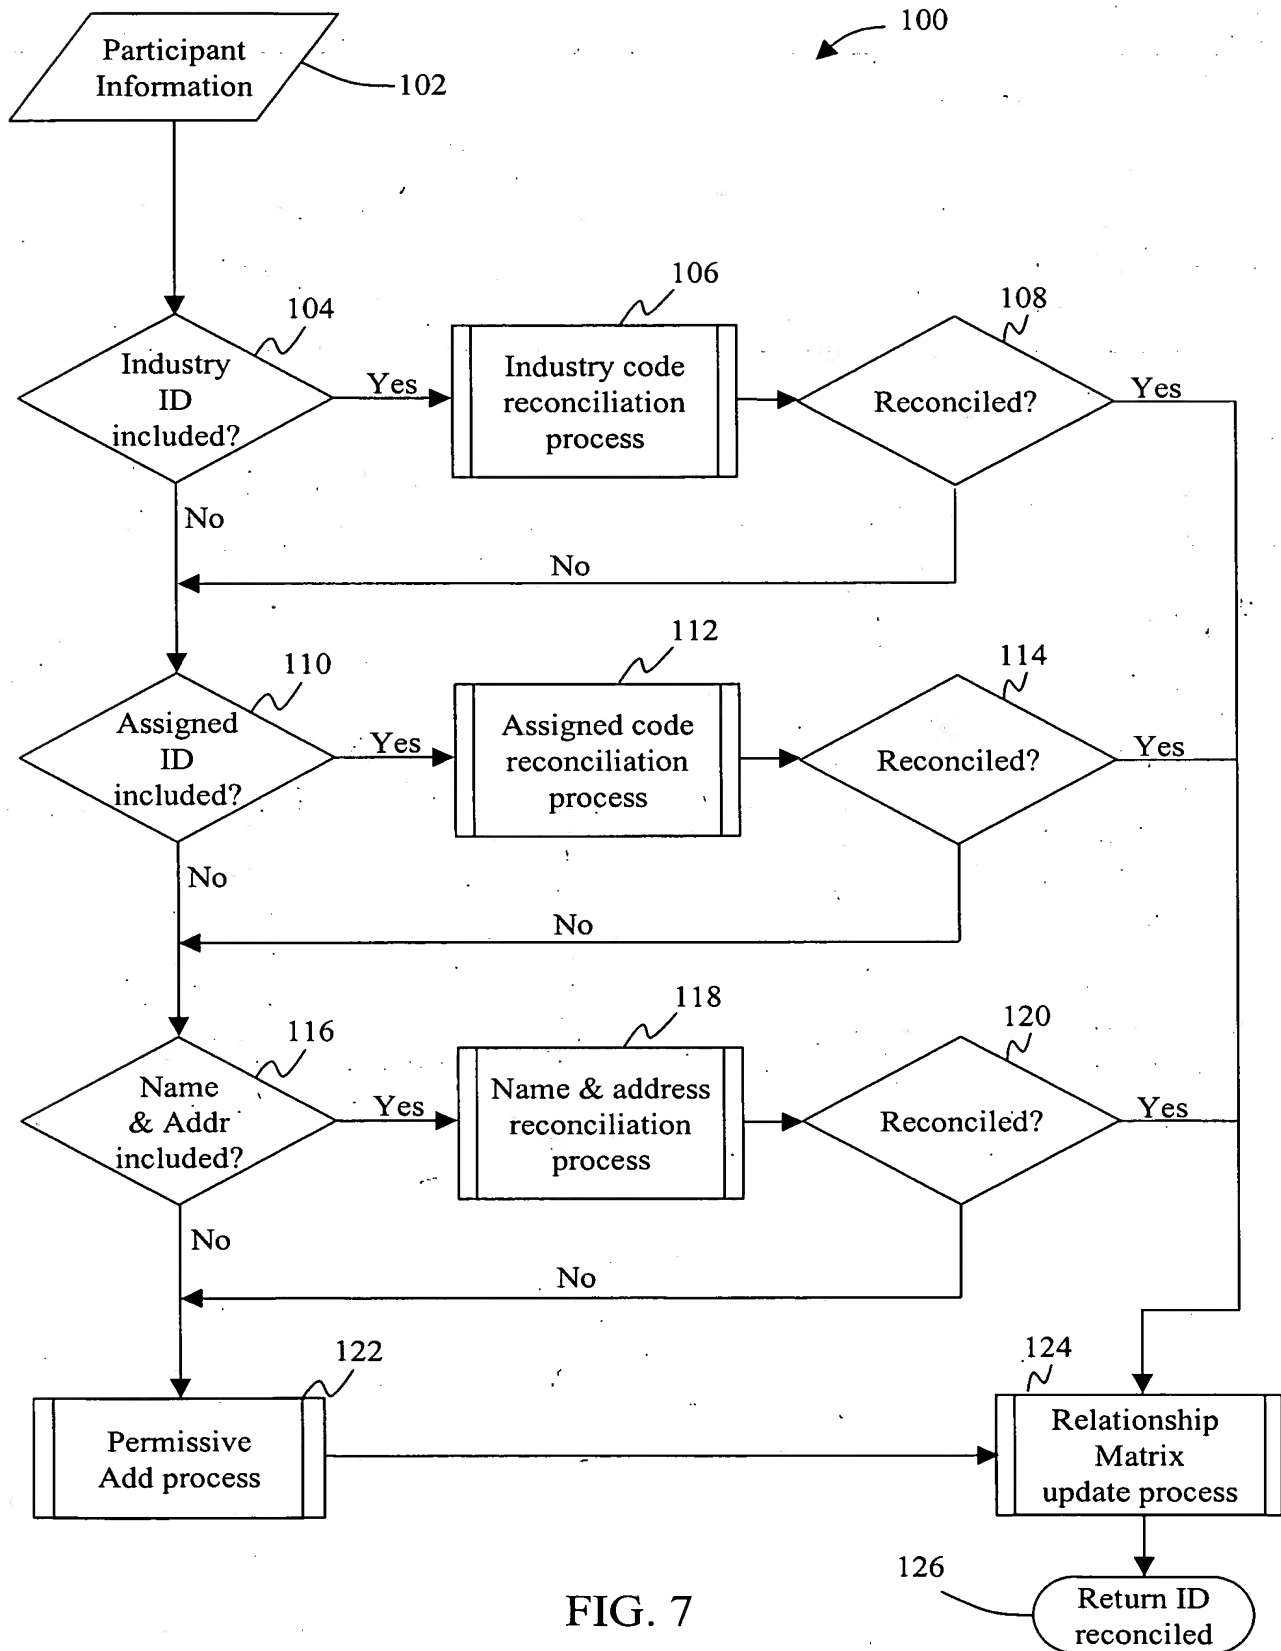 100
Participant
Information
102
104
Industry
ID
included?
Yes
106
Industry code
reconciliation
process
108
Reconciled?
Yes
No
No
110
Assigned
ID
included?
Yes
112
Assigned code
reconciliation
process
114
Reconciled?
Yes
No
No
116
Name
& Addr
included?
Yes
118
Name & address
reconciliation
process
120
Reconciled?
Yes
No
No
122
Permissive
Add process
124
Relationship
Matrix
update process
126
Return ID
reconciled
FIG. 7